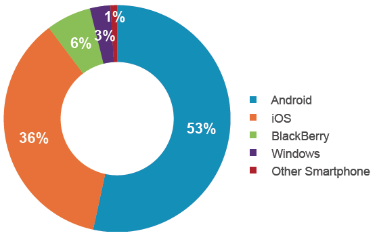 1%
3%
6%
36%
53%
Android
iOS
BlackBerry
Windows
Other Smartphone